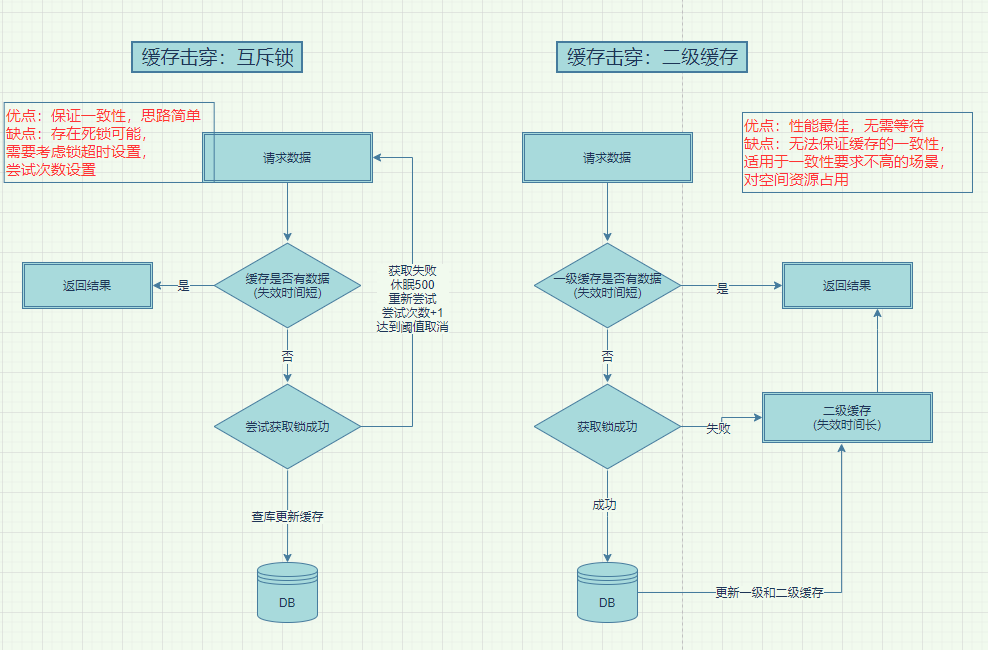 缓存击穿：互斥锁
优点：保证一致性，思路简单
缺点：存在死锁可能，
需要考虑锁超时设置，
尝试次数设置
请求数据
缓存是否有数据
(失效时间短)
是
返回结果
获取失败
休眠500
重新尝试
尝试次数+1
达到阈值取消
否
尝试获取锁成功
查库更新缓存
DB
缓存击穿：二级缓存
优点：性能最佳，无需等待
缺点：无法保证缓存的一致性，
适用于一致性要求不高的场景，
对空间资源占用
请求数据
一级缓存是否有数据
(失效时间短)
是
返回结果
否
获取锁成功
失败
二级缓存
(失效时间长)
成功
DB
更新一级和二级缓存